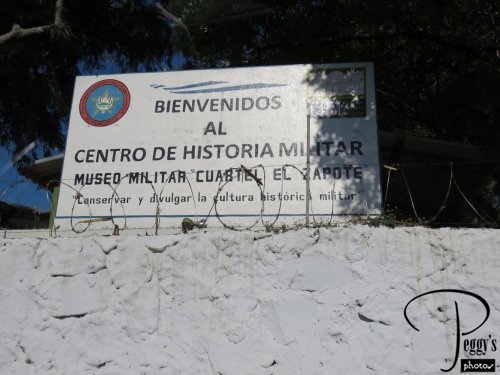 BIENVENIDOS
AL
CENTRO DE HISTORIA MILITAR
MUSEO MILITAR "CUARTEL EL ZAPOTE"
"Conservar y divulgar la cultura histórica militar"
Peggy's
photos